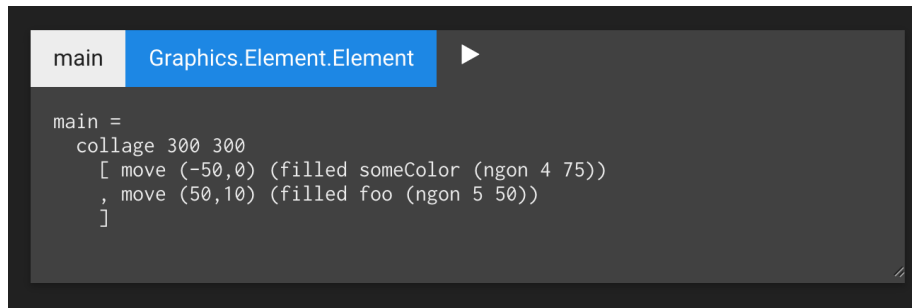 main Graphics.Element.Element
main =
  collage 300 300
    [ move (-50,0) (filled someColor (ngon 4 75))
    , move (50,10) (filled foo (ngon 5 50))
    ]